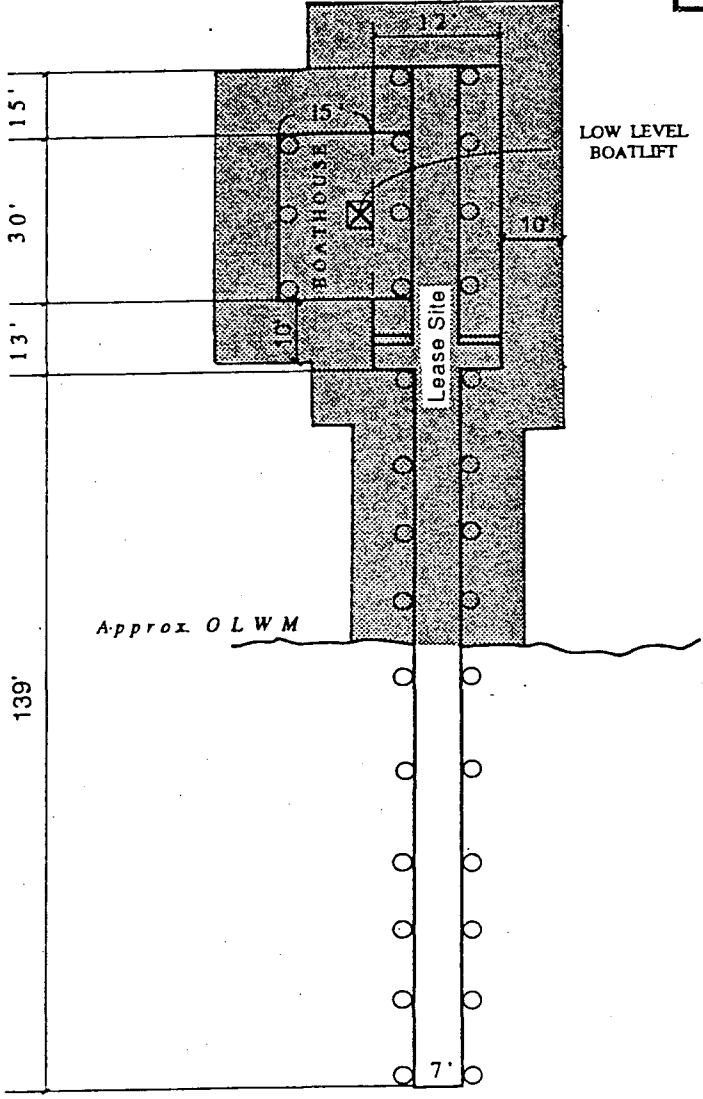 12'
15'
15'
LOW LEVEL
BOATLIFT
BOATHOUSE
30'
10'
Lease Site
10'
13'
Approx. OLWM
139'
7'